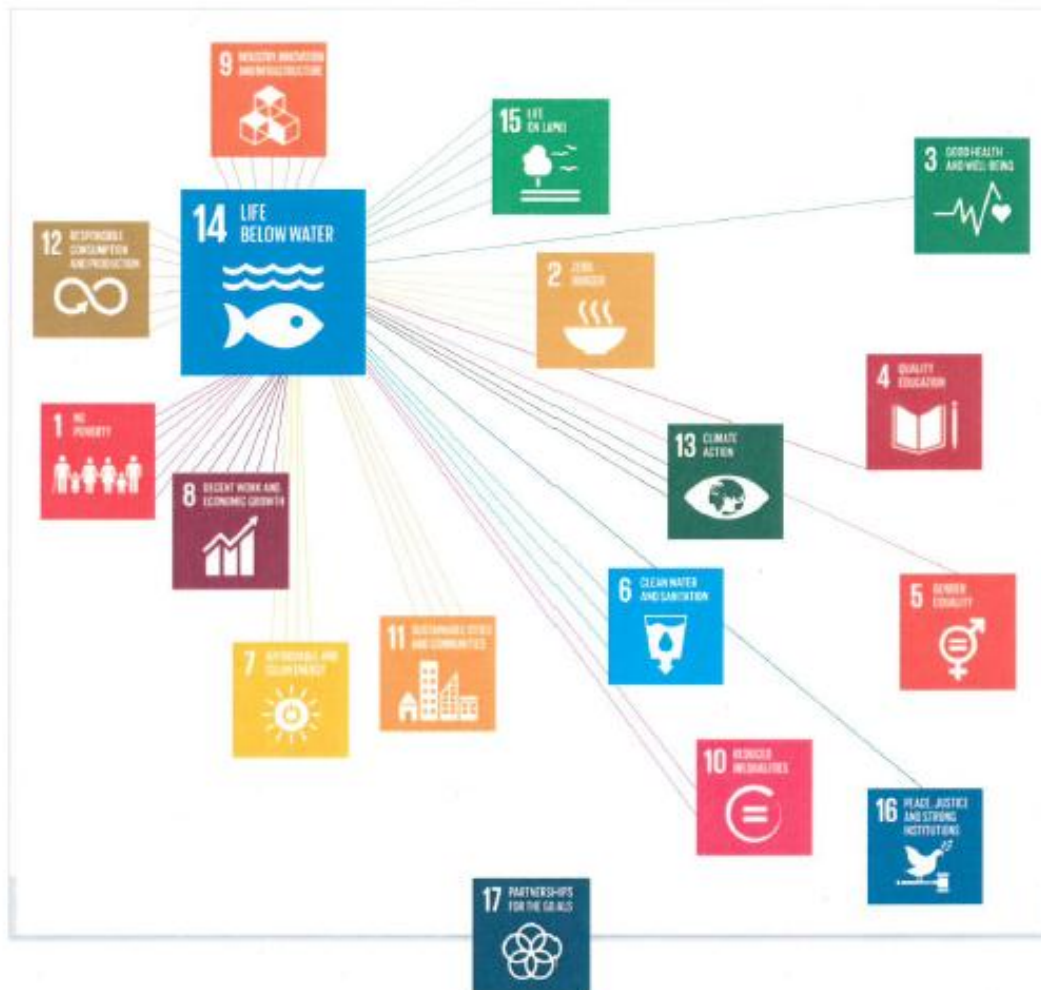 9 INDUSTRY, INNOVATION
AND INFRASTRUCTURE
15 LIFE
ON LAND
3 GOOD HEALTH
AND WELL-BEING
14 LIFE
BELOW WATER
12 RESPONSIBLE
CONSUMPTION
AND PRODUCTION
2 ZERO
HUNGER
4 QUALITY
EDUCATION
1 NO
POVERTY
13 CLIMATE
ACTION
8 DECENT WORK AND
ECONOMIC GROWTH
6 CLEAN WATER
AND SANITATION
5 GENDER
EQUALITY
11 SUSTAINABLE CITIES
AND COMMUNITIES
7 AFFORDABLE AND
CLEAN ENERGY
10 REDUCED
INEQUALITIES
16 PEACE, JUSTICE
AND STRONG
INSTITUTIONS
17 PARTNERSHIPS
FOR THE GOALS